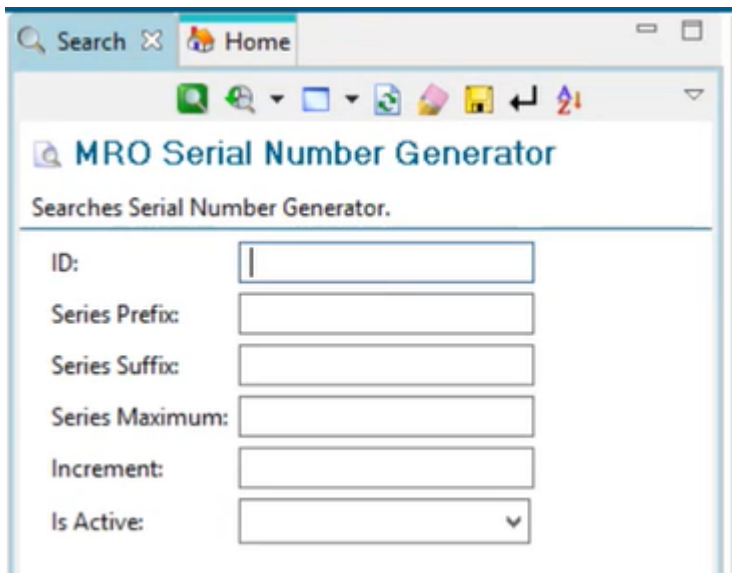 Search Home
MRO Serial Number Generator
Searches Serial Number Generator.
ID:
Series Prefix:
Series Suffix:
Series Maximum:
Increment:
Is Active: